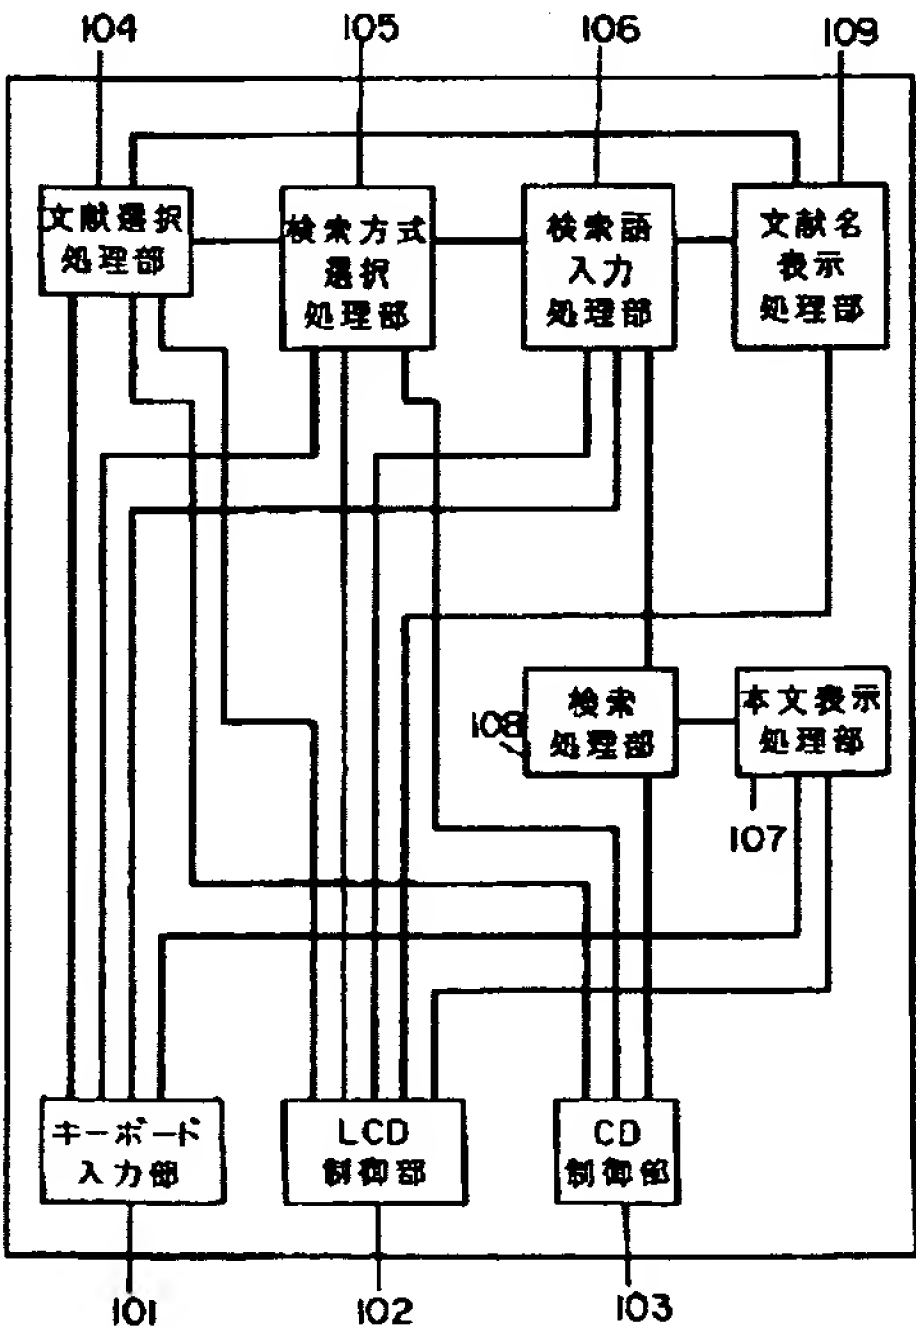 104
105
106
109
文献選択
処理部
検索方式
選択
処理部
検索語
入力
処理部
文献名
表示
処理部
108
検索
処理部
本文表示
処理部
107
キーボード
入力部
LCD
制御部
CD
制御部
101
102
103